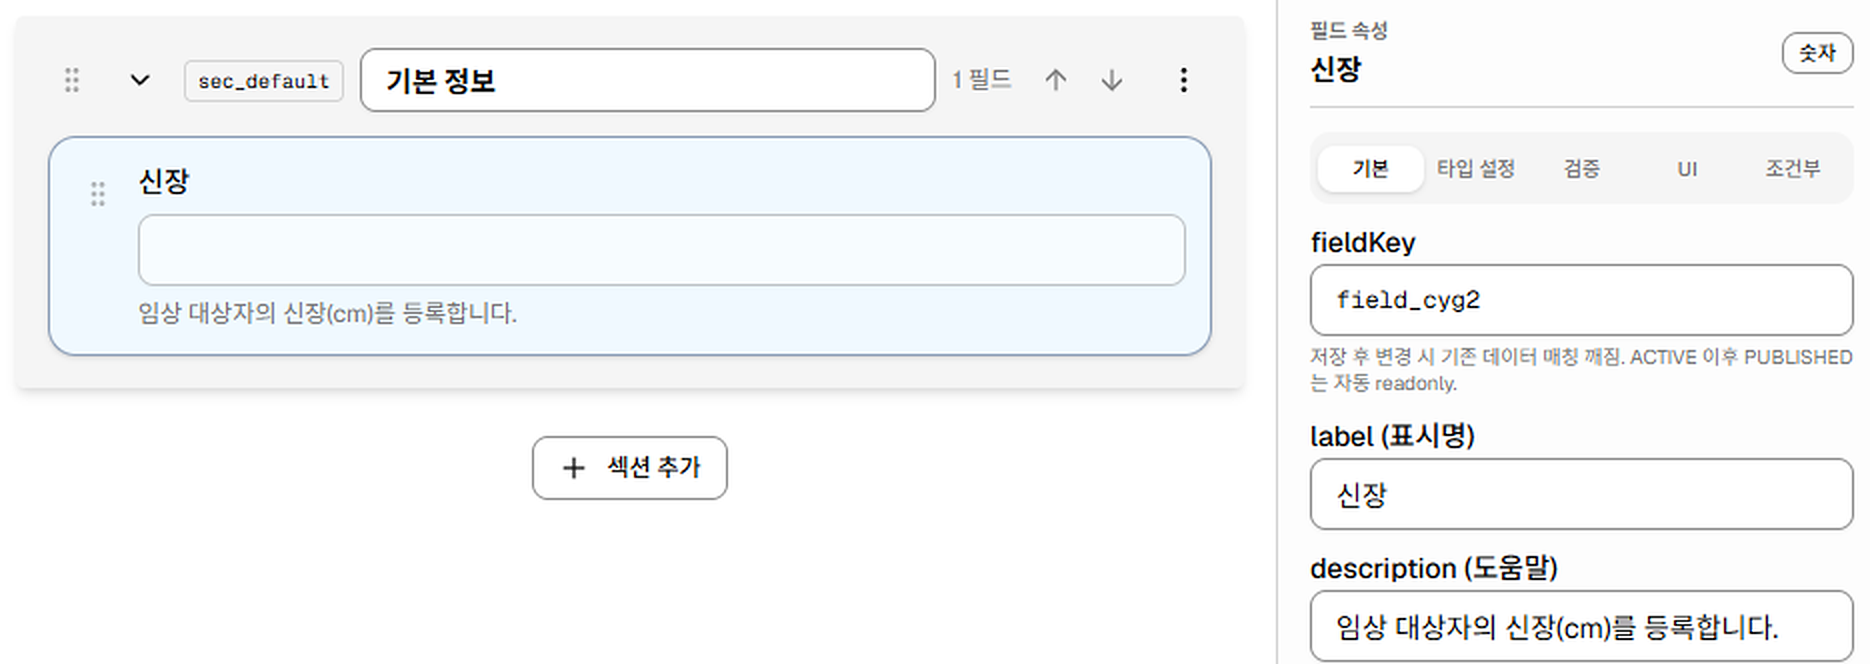 sec_default
기본 정보
1 필드
신장
임상 대상자의 신장(cm)를 등록합니다.
섹션 추가
필드 속성
신장
숫자
기본
타입 설정
검증
UI
조건부
fieldKey
field_cyg2
저장 후 변경 시 기존 데이터 매칭 깨짐. ACTIVE 이후 PUBLISHED
는 자동 readonly.
label (표시명)
신장
description (도움말)
임상 대상자의 신장(cm)를 등록합니다.